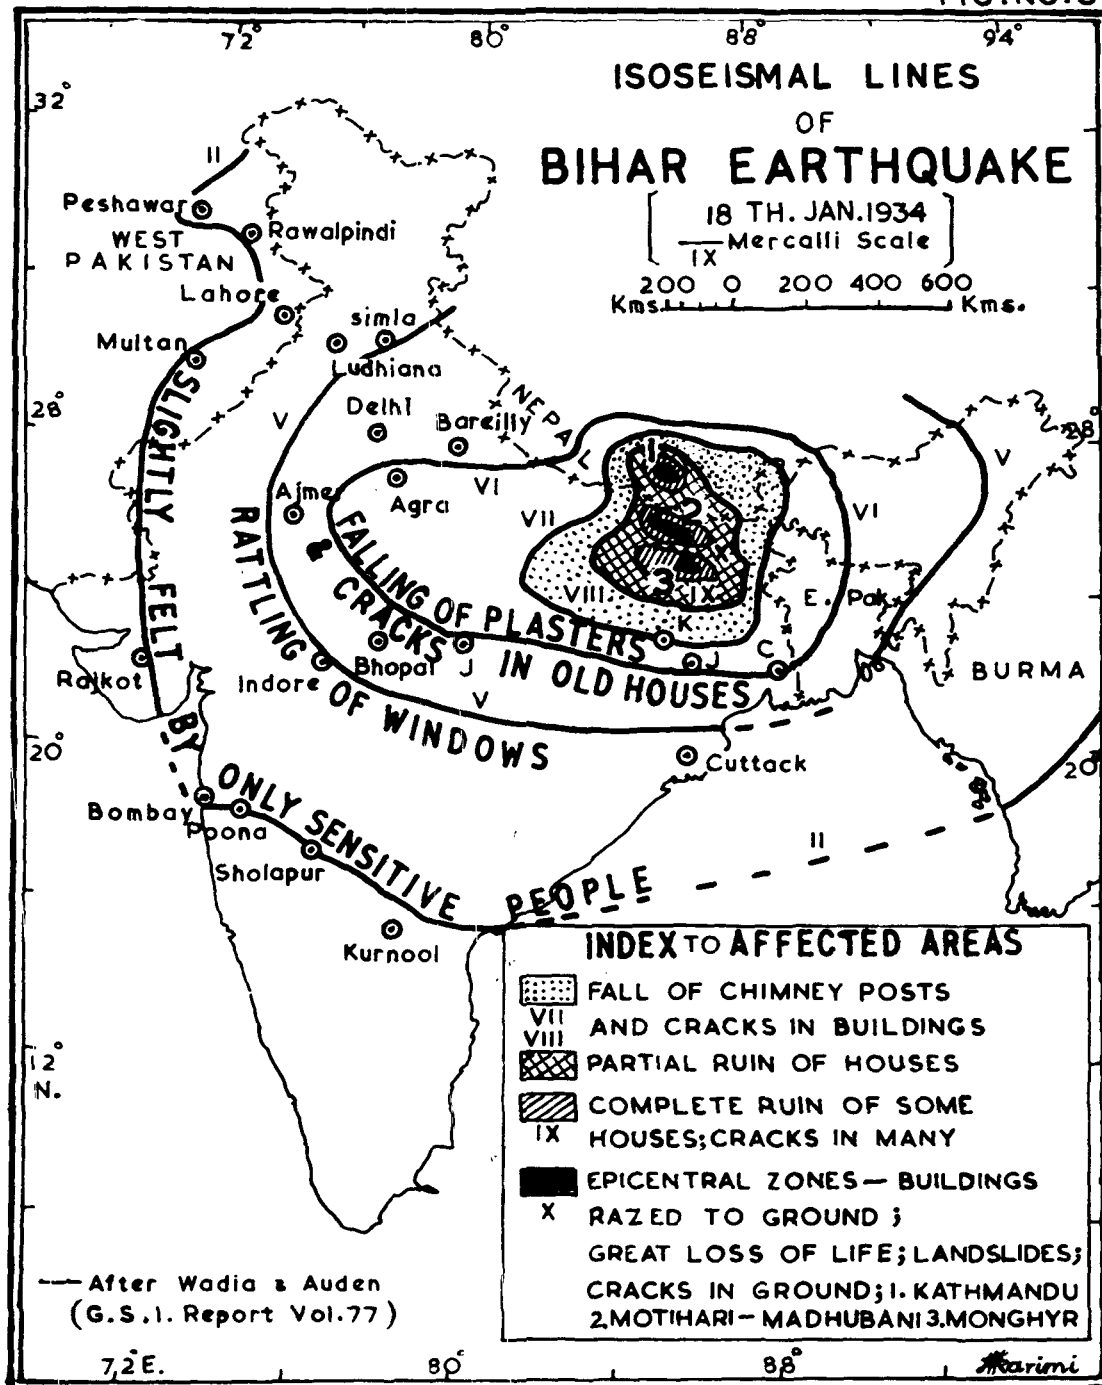 72°
80°
88°
94°
ISOSEISMAL LINES
OF
BIHAR EARTHQUAKE
18 TH. JAN. 1934
IX Mercalli Scale
200 0 200 400 600
Kms. Kms.
32°
II
Peshawar
Rawalpindi
WEST
PAKISTAN
Lahore
simla
Multan
Ludhiana
28°
V
Delhi
Bareilly
NEPAL
28°
V
VI
Ajmer
Agra
VII
VI
1
2
3
X
VIII.
IX
E. Pak.
K
J
C
Bhopal
J
Rajkot
Indore
V
BURMA
SLIGHTLY FELT BY ONLY SENSITIVE PEOPLE
RATTLING OF WINDOWS
FALLING OF PLASTERS
& CRACKS IN OLD HOUSES
20°
20
Cuttack
Bombay
Poona
Sholapur
II
Kurnool
12°
N.
INDEX TO AFFECTED AREAS
FALL OF CHIMNEY POSTS
VII
VIII
AND CRACKS IN BUILDINGS
PARTIAL RUIN OF HOUSES
COMPLETE RUIN OF SOME
IX HOUSES; CRACKS IN MANY
EPICENTRAL ZONES — BUILDINGS
X RAZED TO GROUND;
GREAT LOSS OF LIFE; LANDSLIDES;
CRACKS IN GROUND; 1. KATHMANDU
2. MOTIHARI — MADHUBANI 3. MONGHYR
— After Wadia & Auden
(G.S.I. Report Vol. 77)
72E.
80°
88°
Karimi